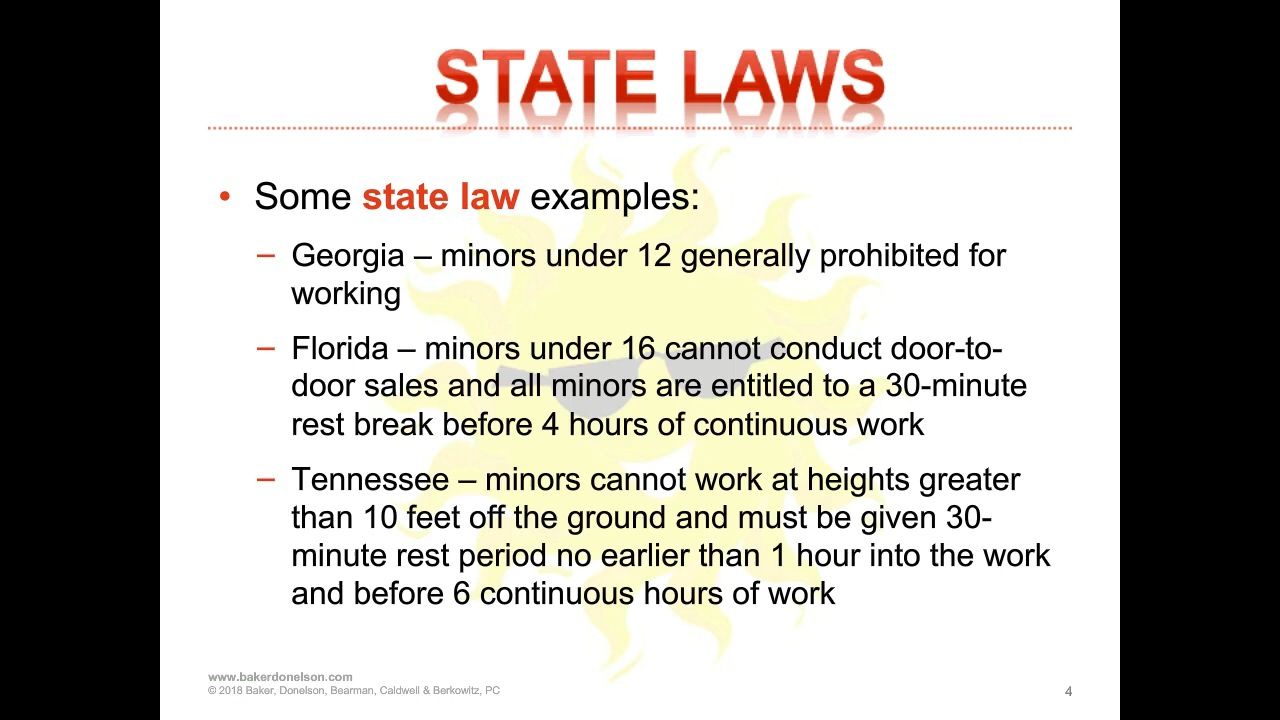 STATE LAWS
• Some state law examples:
– Georgia – minors under 12 generally prohibited for
working
– Florida – minors under 16 cannot conduct door-to-
door sales and all minors are entitled to a 30-minute
rest break before 4 hours of continuous work
– Tennessee – minors cannot work at heights greater
than 10 feet off the ground and must be given 30-
minute rest period no earlier than 1 hour into the work
and before 6 continuous hours of work
www.bakerdonelson.com
© 2018 Baker, Donelson, Bearman, Caldwell & Berkowitz, PC
4